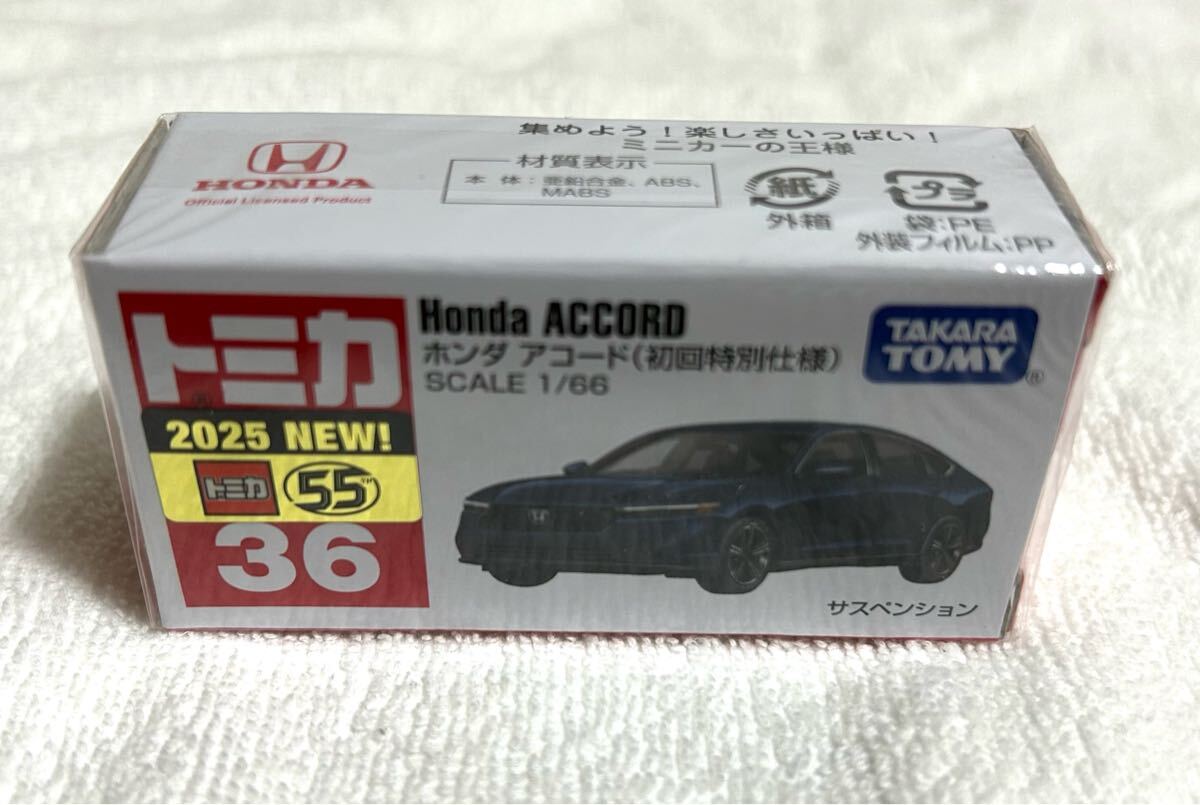 集めよう！楽しさいっぱい！
ミニカーの王様
HONDA
Official Licensed Product
材質表示
本 体：亜鉛合金、ABS、
MABS
紙
外箱
プラ
袋：PE
外装フィルム：PP
トミカ
®
2025 NEW!
トミカ
55TH
36
Honda ACCORD
ホンダ アコード（初回特別仕様）
SCALE 1/66
TAKARA
TOMY
®
サスペンション